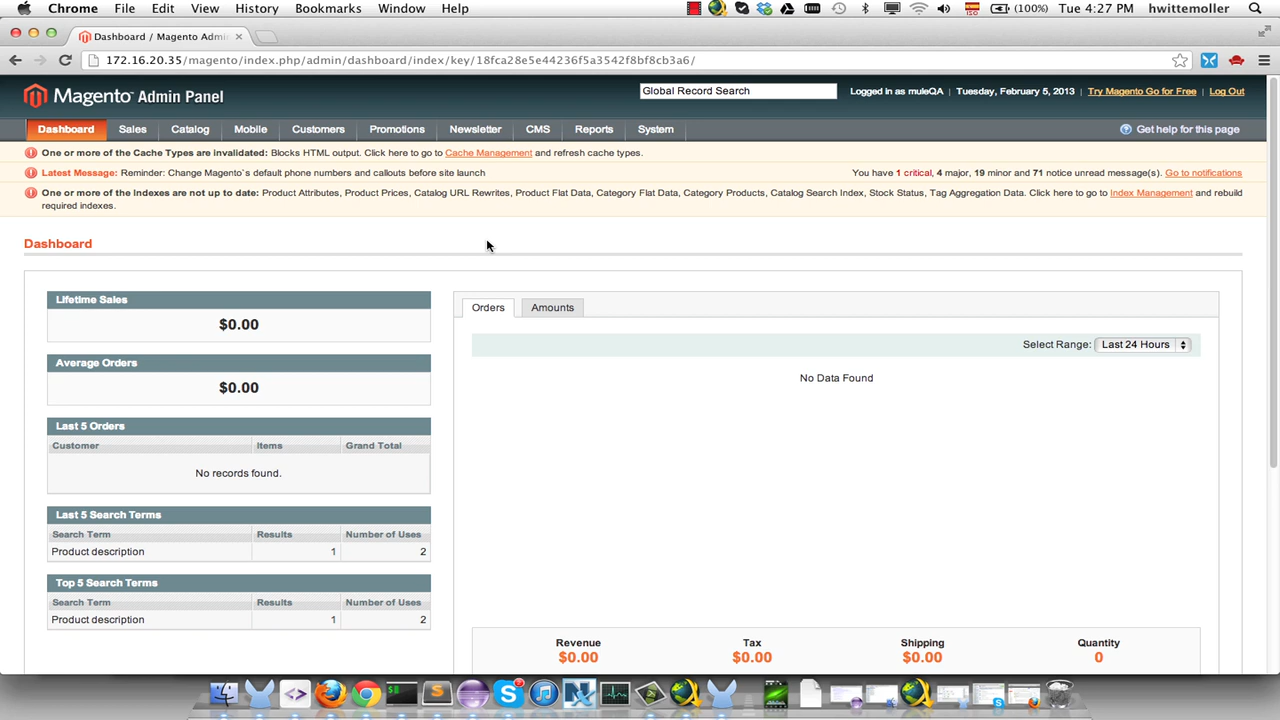 Chrome File Edit View History Bookmarks Window Help (100%) Tue 4:27 PM hwittemoller
Dashboard / Magento Admi
172.16.20.35/magento/index.php/admin/dashboard/index/key/18fca28e5e44236f5a3542f8bf8cb3a6/
Magento Admin Panel Global Record Search Logged in as muleQA | Tuesday, February 5, 2013 | Try Magento Go for Free | Log Out
Dashboard Sales Catalog Mobile Customers Promotions Newsletter CMS Reports System Get help for this page
One or more of the Cache Types are invalidated: Blocks HTML output. Click here to go to Cache Management and refresh cache types.
Latest Message: Reminder: Change Magento`s default phone numbers and callouts before site launch You have 1 critical, 4 major, 19 minor and 71 notice unread message(s). Go to notifications
One or more of the Indexes are not up to date: Product Attributes, Product Prices, Catalog URL Rewrites, Product Flat Data, Category Flat Data, Category Products, Catalog Search Index, Stock Status, Tag Aggregation Data. Click here to go to Index Management and rebuild
required indexes.
Dashboard
Lifetime Sales
$0.00
Average Orders
$0.00
Last 5 Orders
Customer Items Grand Total
No records found.
Last 5 Search Terms
Search Term Results Number of Uses
Product description 1 2
Top 5 Search Terms
Search Term Results Number of Uses
Product description 1 2
Orders Amounts
Select Range: Last 24 Hours
No Data Found
Revenue Tax Shipping Quantity
$0.00 $0.00 $0.00 0